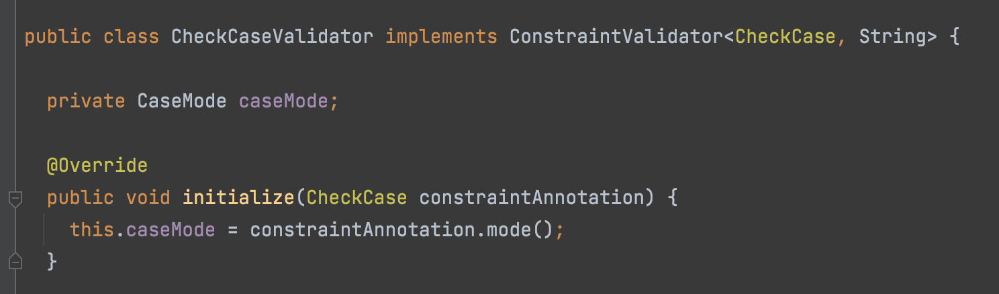 public class CheckCaseValidator implements ConstraintValidator<CheckCase, String> {
private CaseMode caseMode;
@Override
public void initialize(CheckCase constraintAnnotation) {
this.caseMode = constraintAnnotation.mode();
}